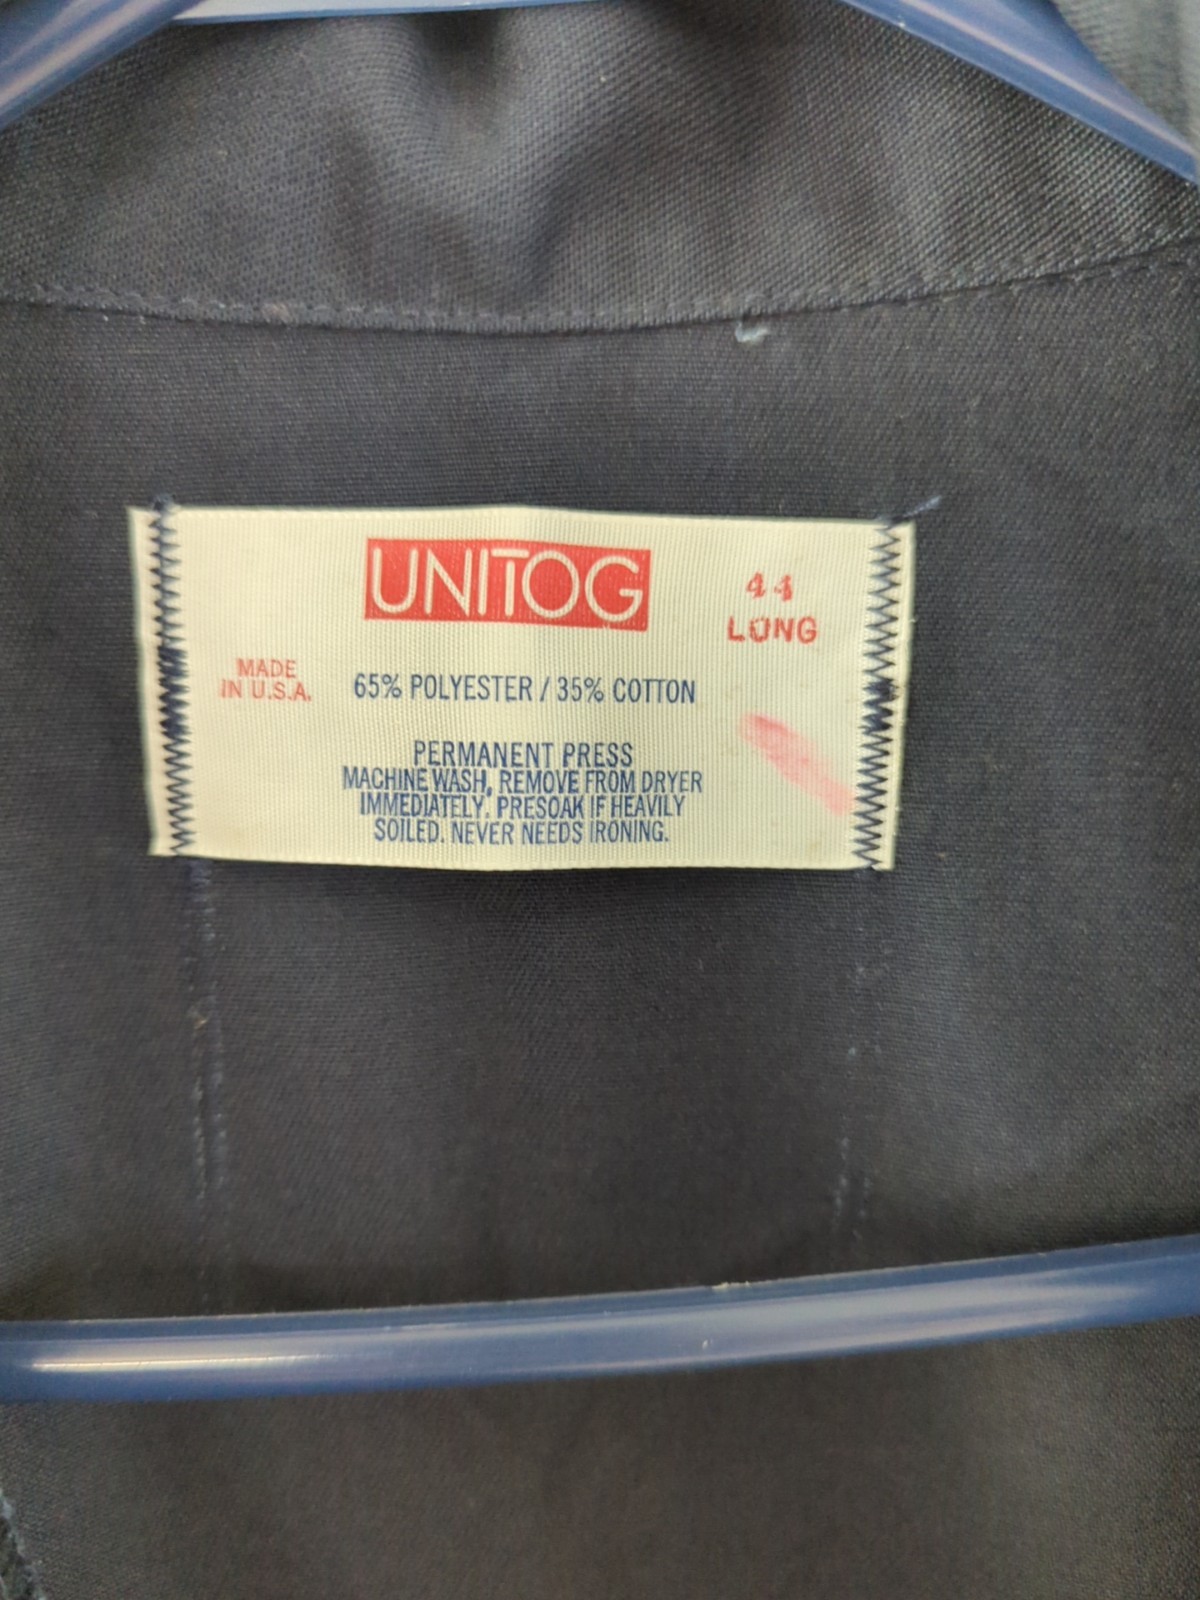 UNITOG
44
LONG
MADE
IN U.S.A.
65% POLYESTER / 35% COTTON
PERMANENT PRESS
MACHINE WASH, REMOVE FROM DRYER
IMMEDIATELY. PRESOAK IF HEAVILY
SOILED. NEVER NEEDS IRONING.